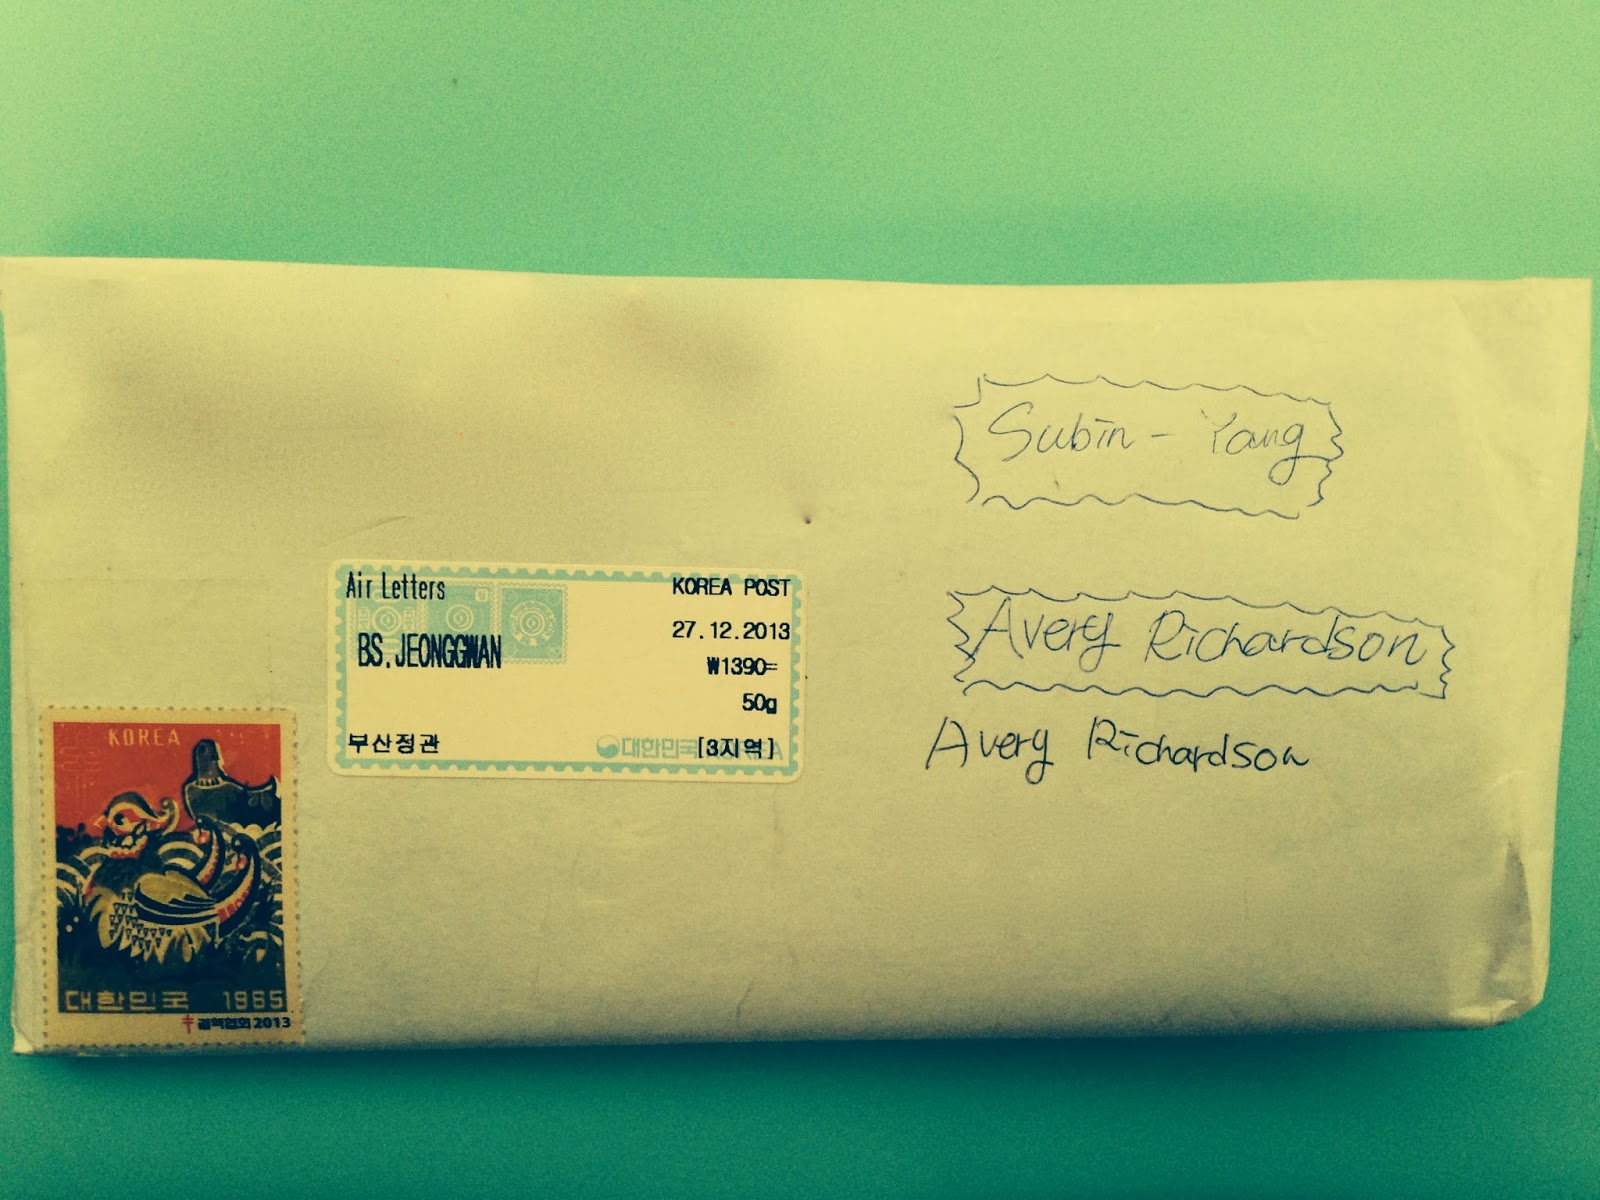 Subin - Yang
Avery Richardson
Avery Richardson
Air Letters
KOREA POST
27.12.2013
BS.JEONGGWAN
₩1390=
50g
부산정관
대한민국 KOREA
[3지역]
KOREA
대한민국 1965
결핵협회 2013